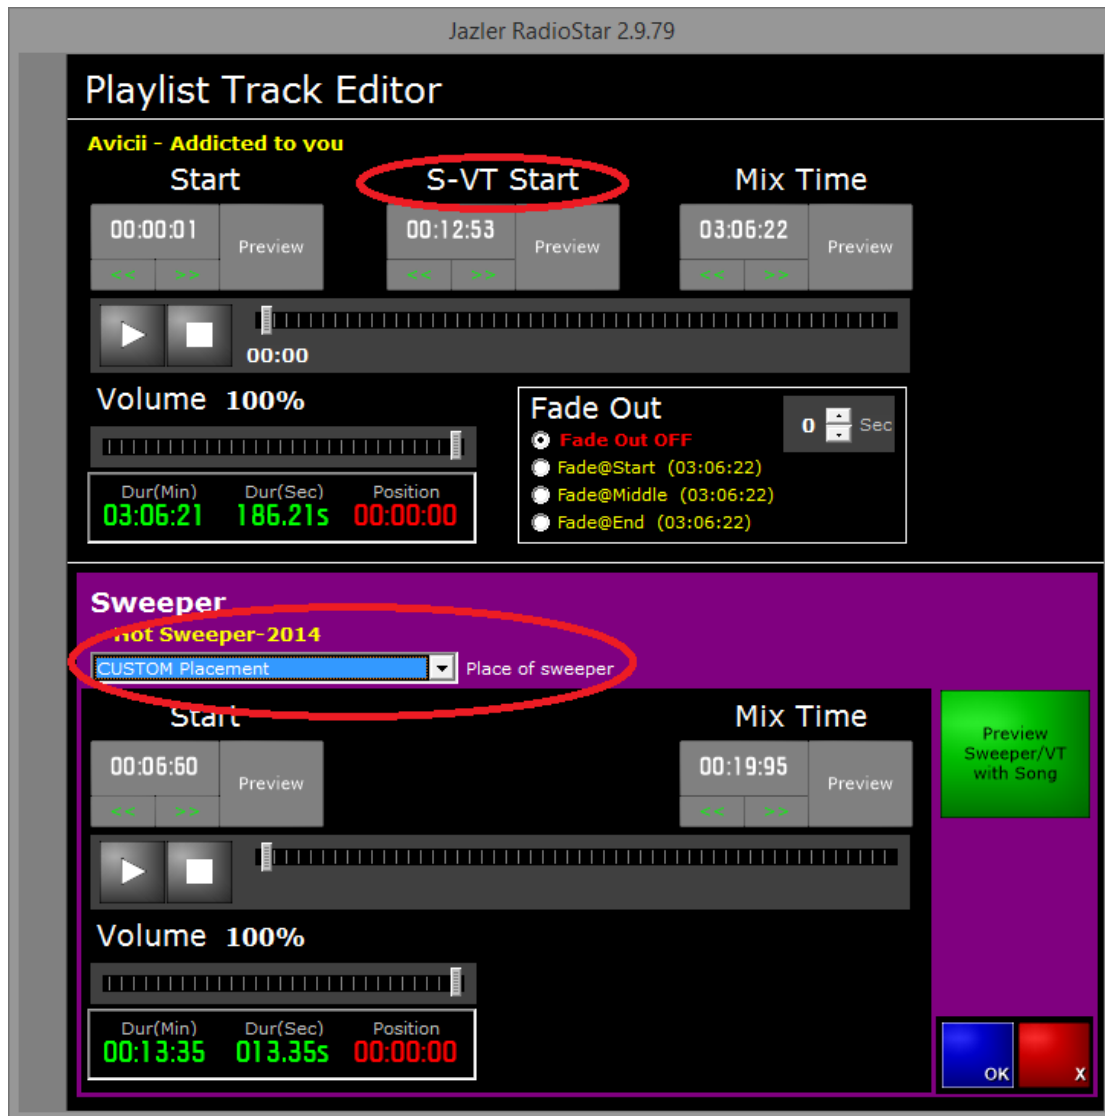 Jazler RadioStar 2.9.79
Playlist Track Editor
Avicii - Addicted to you
Start S-VT Start Mix Time
00:00:01 Preview 00:12:53 Preview 03:06:22 Preview
<< >> << >> << >>
00:00
Volume 100%
Fade Out 0 Sec
Fade Out OFF
Fade@Start (03:06:22)
Fade@Middle (03:06:22)
Fade@End (03:06:22)
Dur(Min) Dur(Sec) Position
03:06:21 186.21s 00:00:00
Sweeper
Hot Sweeper-2014
CUSTOM Placement Place of sweeper
Start Mix Time
00:06:60 Preview 00:19:95 Preview
<< >> << >>
Preview
Sweeper/VT
with Song
Volume 100%
Dur(Min) Dur(Sec) Position
00:13:35 013.35s 00:00:00
OK X